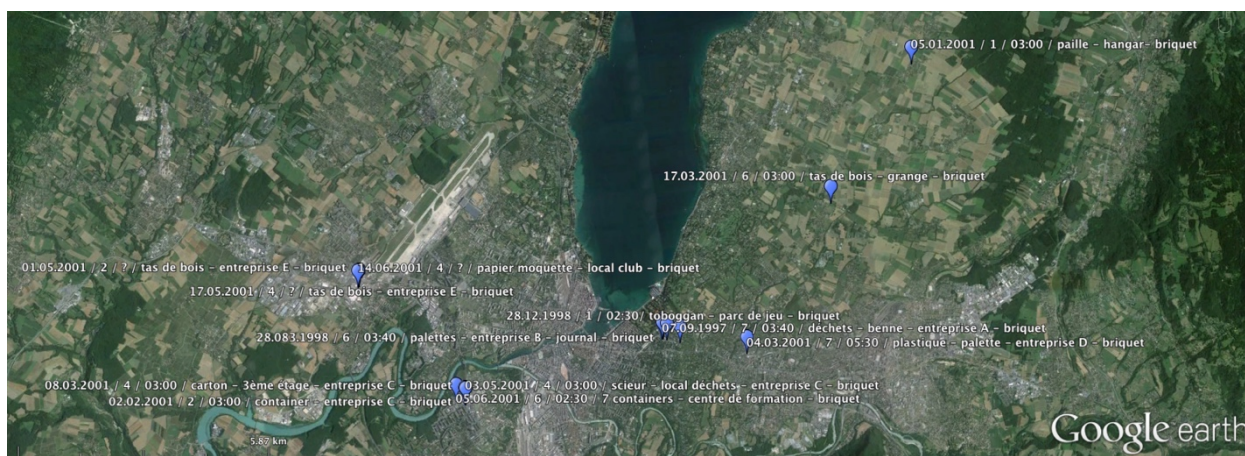 05.01.2001 / 1 / 03:00 / paille - hangar- briquet
17.03.2001 / 6 / 03:00 / tas de bois - grange - briquet
01.05.2001 / 2 / ? / tas de bois - entreprise E - briquet
14.06.2001 / 4 / ? / papier moquette - local club - briquet
17.05.2001 / 4 / ? / tas de bois - entreprise E - briquet
28.12.1998 / 1 / 02:30/ toboggan - parc de jeu - briquet
07.09.1997 / 7 / 03:40 / déchets - benne - entreprise A - briquet
28.083.1998 / 6 / 03:40 / palettes - entreprise B - journal - briquet
04.03.2001 / 7 / 05:30 / plastique - palette - entreprise D - briquet
08.03.2001 / 4 / 03:00 / carton - 3ème etage - entreprise C - briquet
03.05.2001 / 4 / 03:00 / scieur - local déchets - entreprise C - briquet
02.02.2001 / 2 / 03:00 / container - entreprise C - briquet
05.06.2001 / 6 / 02:30 / 7 containers - centre de formation - briquet
5.87 km
Google earth